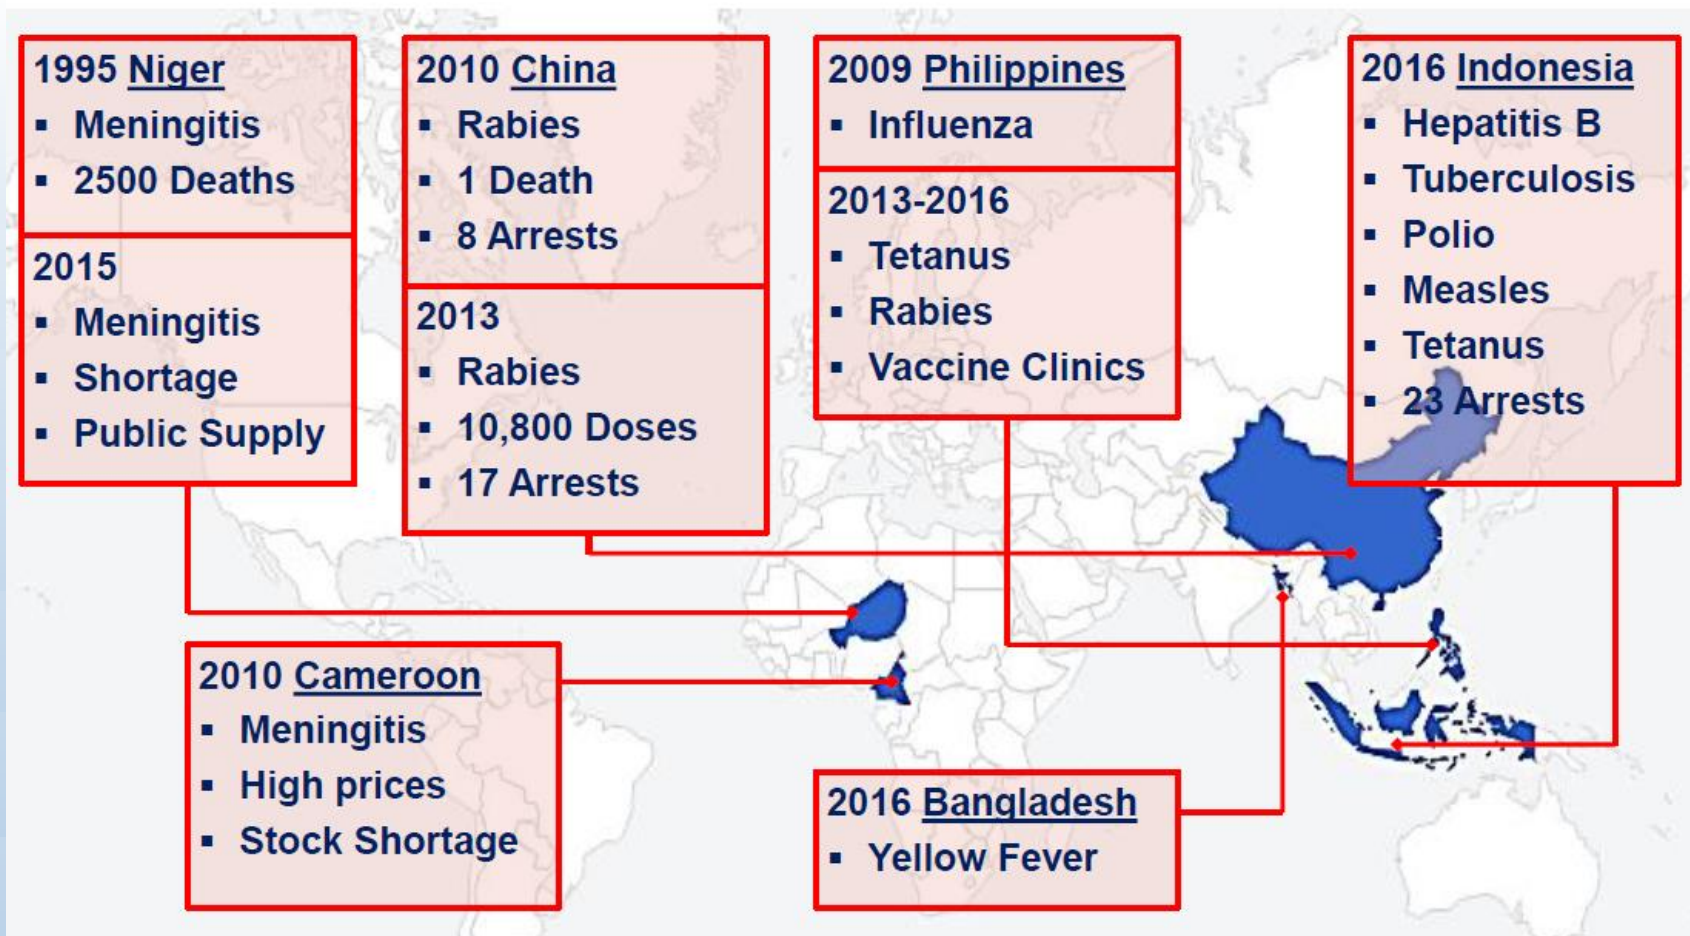 1995 Niger
▪ Meningitis
▪ 2500 Deaths
2015
▪ Meningitis
▪ Shortage
▪ Public Supply
2010 China
▪ Rabies
▪ 1 Death
▪ 8 Arrests
2013
▪ Rabies
▪ 10,800 Doses
▪ 17 Arrests
2009 Philippines
▪ Influenza
2013-2016
▪ Tetanus
▪ Rabies
▪ Vaccine Clinics
2016 Indonesia
▪ Hepatitis B
▪ Tuberculosis
▪ Polio
▪ Measles
▪ Tetanus
▪ 23 Arrests
2010 Cameroon
▪ Meningitis
▪ High prices
▪ Stock Shortage
2016 Bangladesh
▪ Yellow Fever